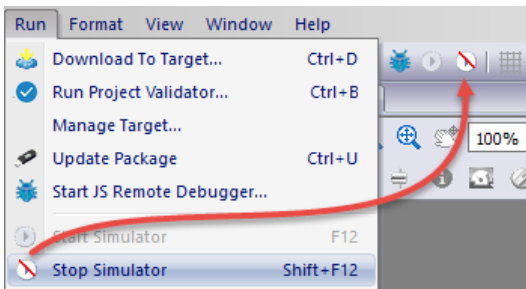 Run Format View Window Help
Download To Target... Ctrl+D
Run Project Validator... Ctrl+B
Manage Target...
100%
Update Package Ctrl+U
Start JS Remote Debugger...
Start Simulator F12
Stop Simulator Shift+F12